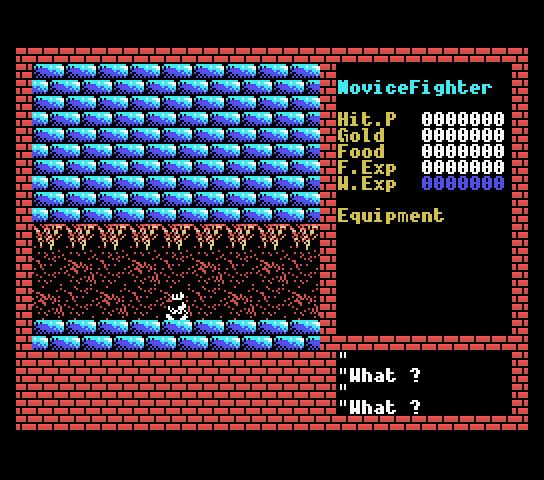 NoviceFighter
Hit.P 0000000
Gold 0000000
Food 0000000
F.Exp 0000000
W.Exp 0000000
Equipment
"
"What ?
"
"What ?